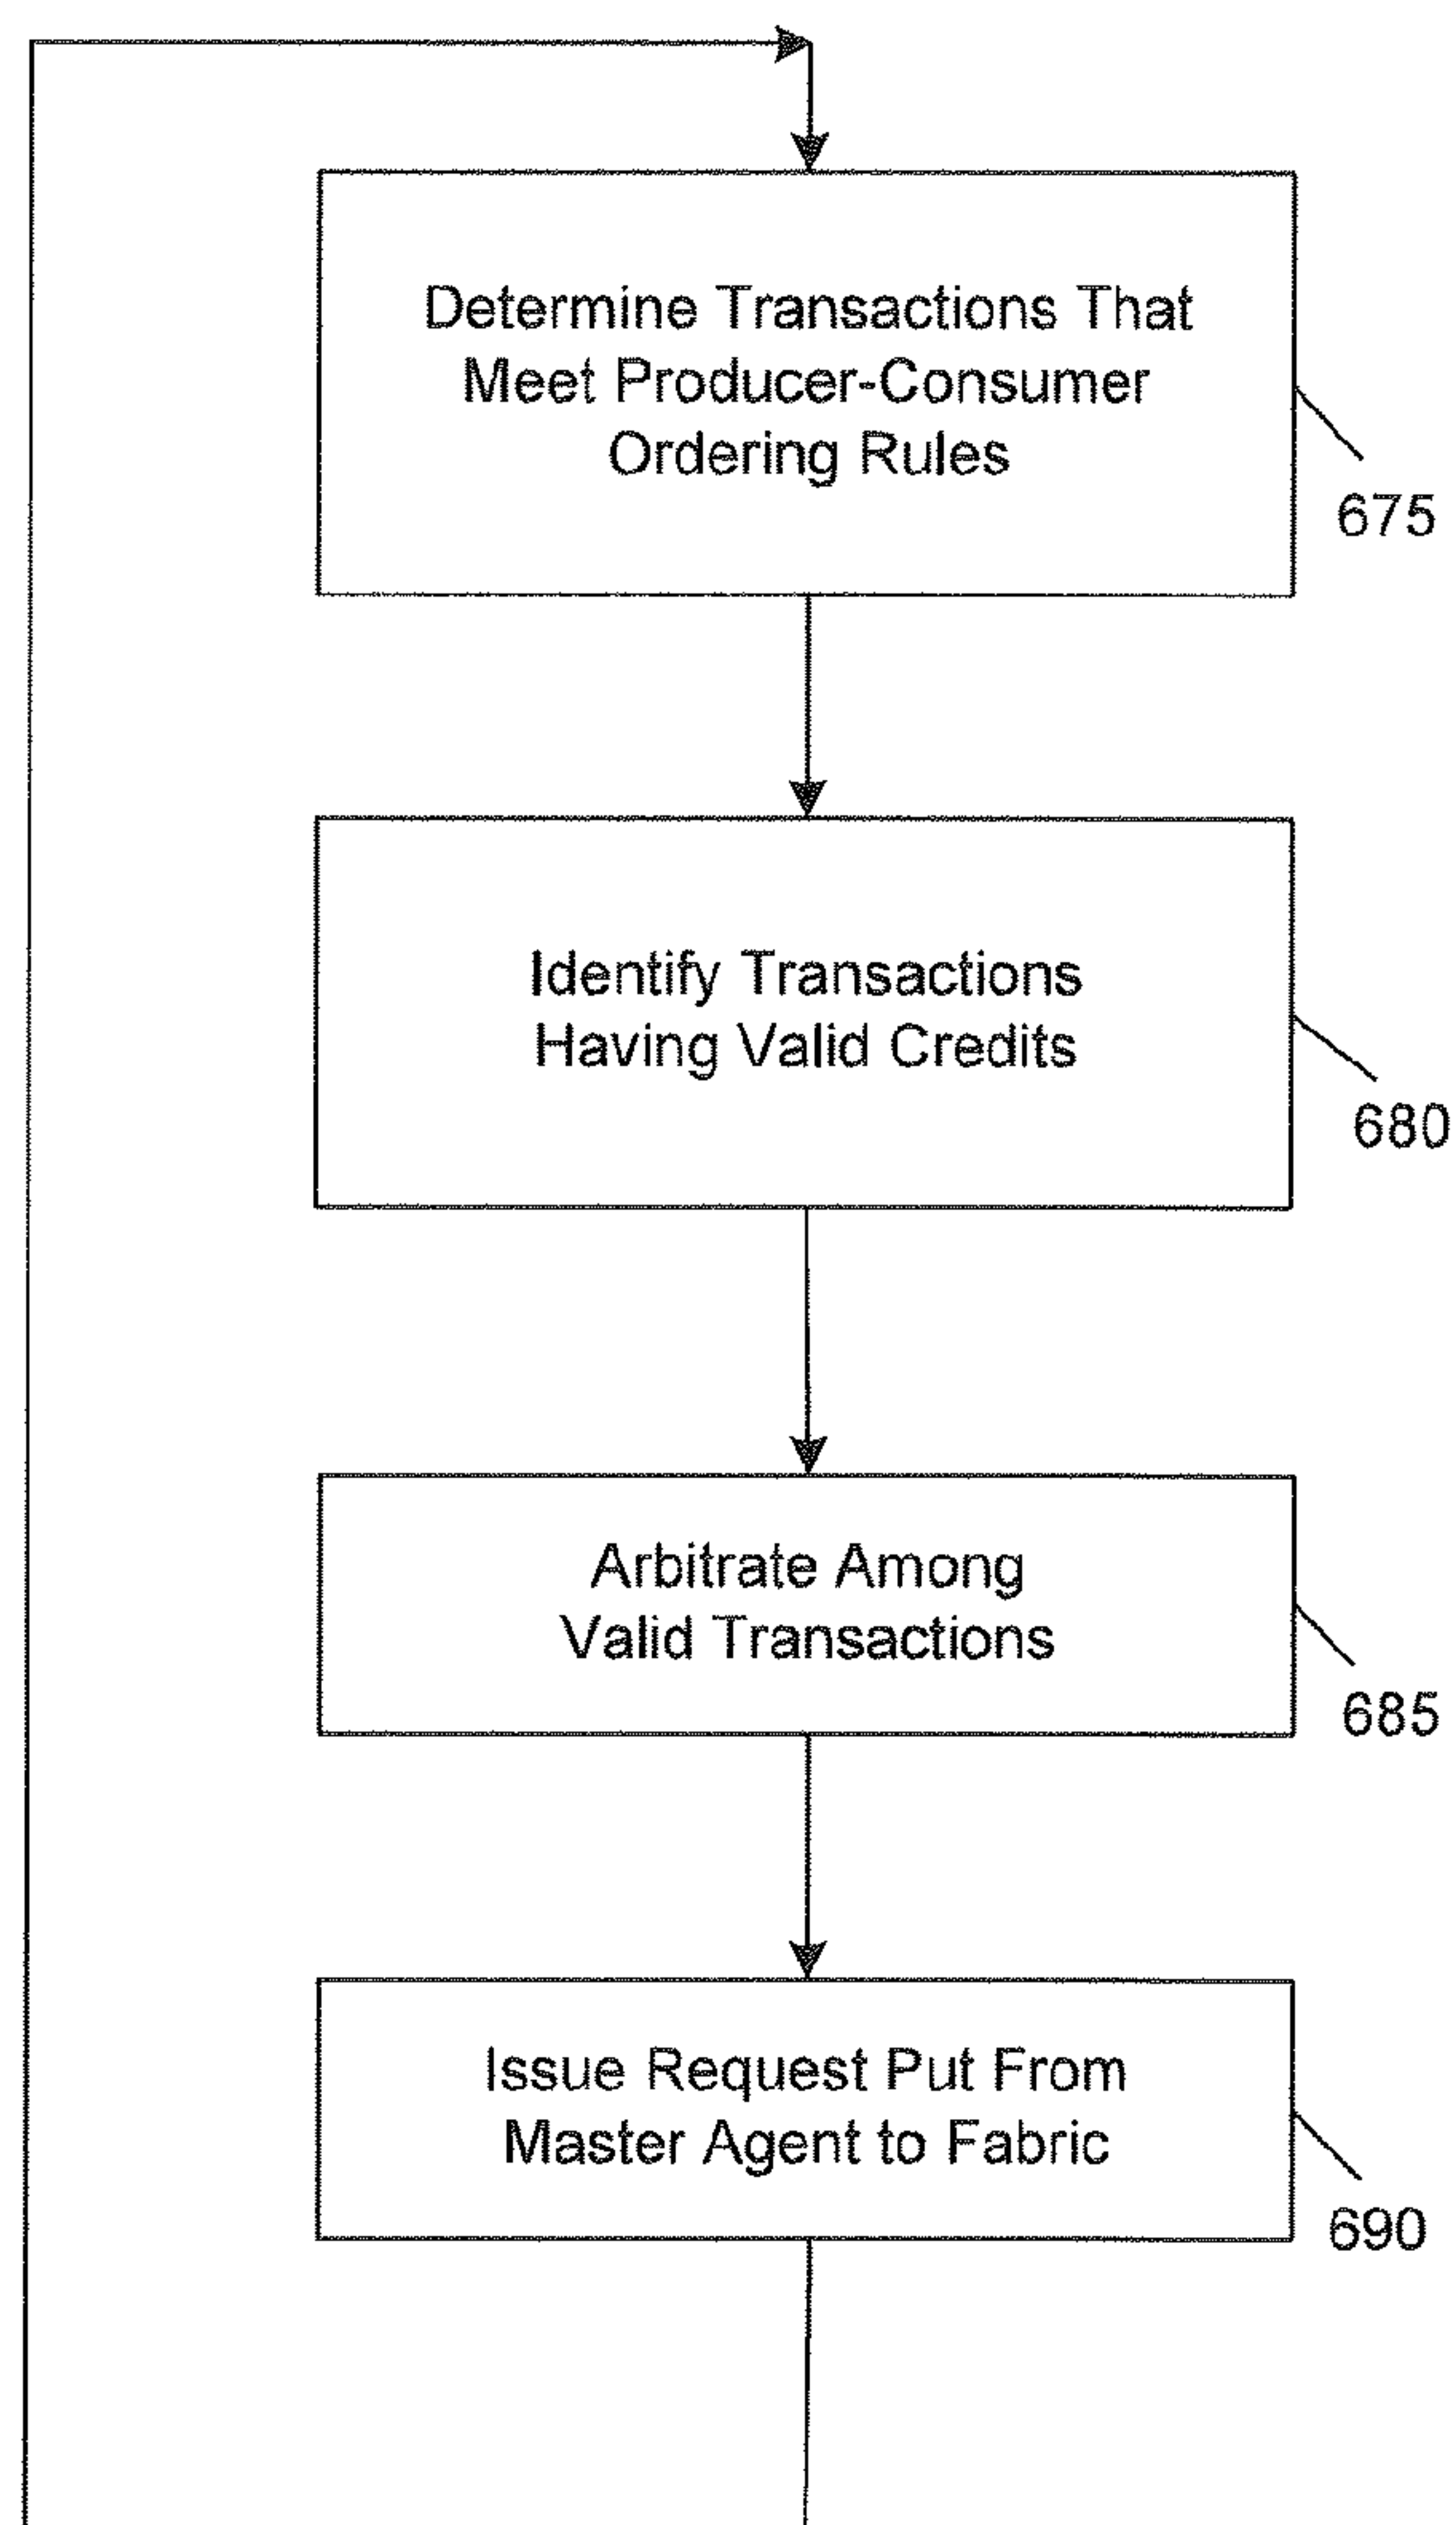 Determine Transactions That
Meet Producer-Consumer
Ordering Rules
675
Identify Transactions
Having Valid Credits
680
Arbitrate Among
Valid Transactions
685
Issue Request Put From
Master Agent to Fabric
690